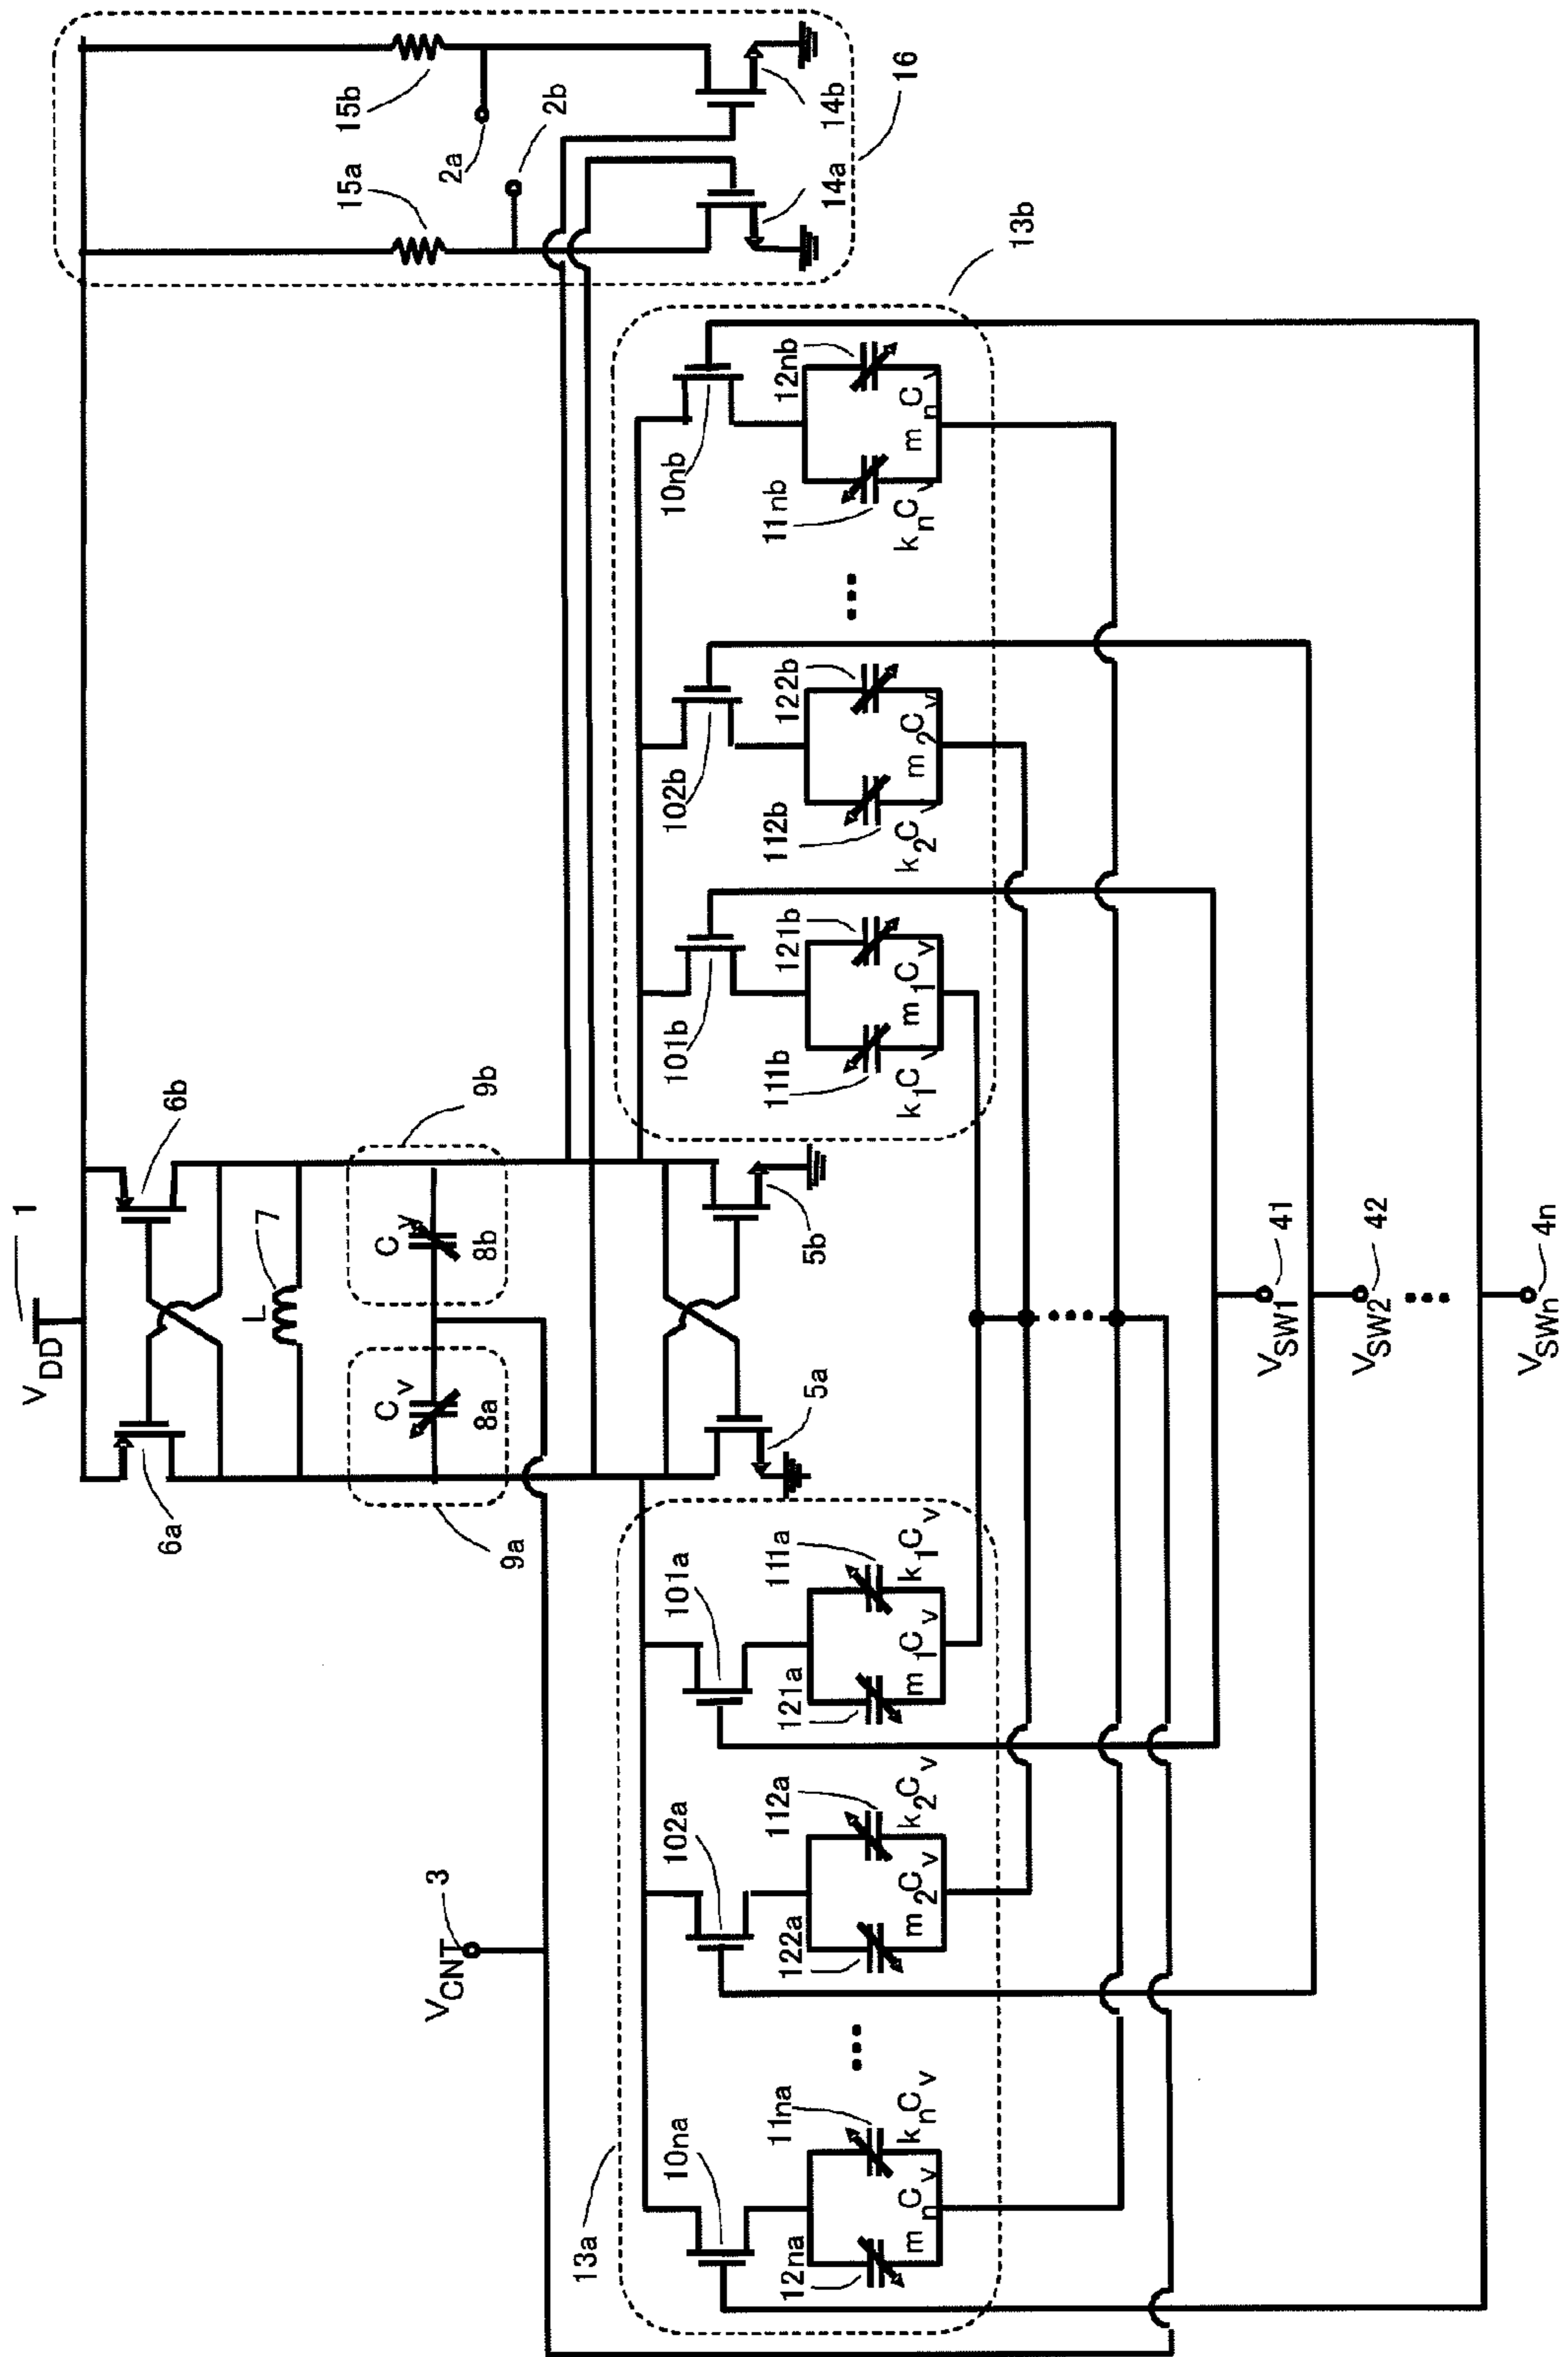 V_DD 1
6a
6b
L 7
C_v
8a
C_v
8b
9a
9b
15a
15b
2a
2b
14a
14b
16
V_CNT 3
5a
5b
13a
13b
10na
102a
101a
101b
102b
10nb
12na
11na
122a
112a
121a
111a
111b
121b
112b
122b
11nb
12nb
m_nC_v
k_nC_v
m_2C_v
k_2C_v
m_1C_v
k_1C_v
k_1C_v
m_1C_v
k_2C_v
m_2C_v
k_nC_v
m_nC_v
V_SW1 41
V_SW2 42
V_SWn 4n